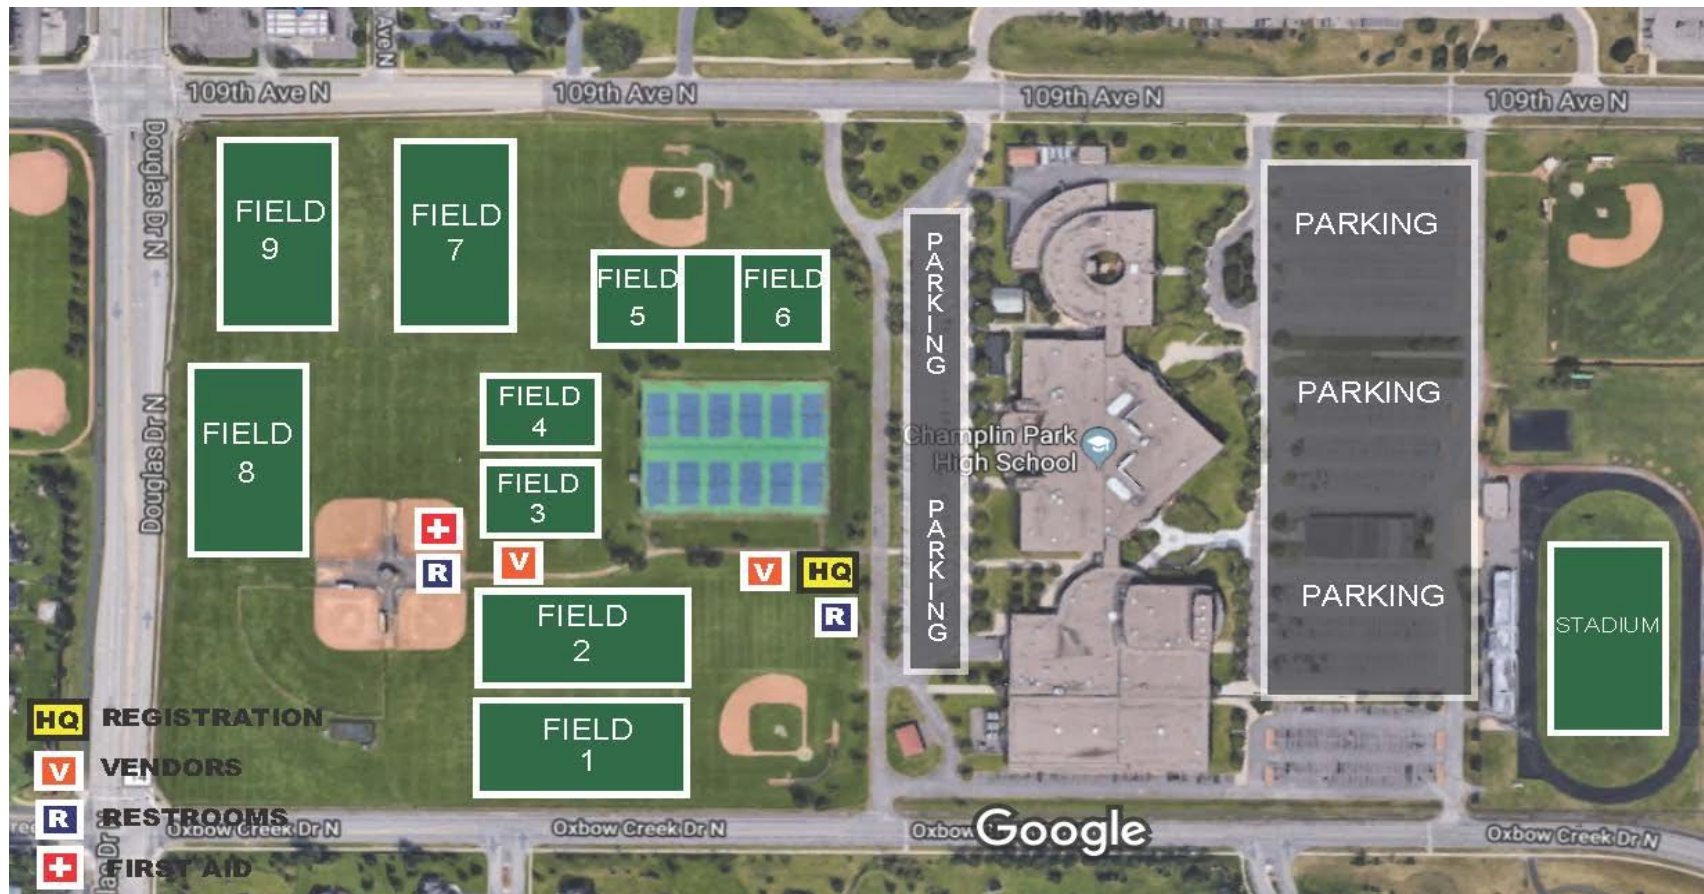 109th Ave N
109th Ave N
109th Ave N
109th Ave N
Ave N
Douglas Dr N
Douglas Dr N
FIELD
9
FIELD
7
FIELD
5
FIELD
6
FIELD
4
FIELD
3
FIELD
8
FIELD
2
FIELD
1
V
R
V
HQ
R
PARKING
PARKING
Champlin Park
High School
PARKING
PARKING
PARKING
STADIUM
HQ REGISTRATION
V VENDORS
R RESTROOMS
FIRST AID
Dr N
Oxbow Creek Dr N
Oxbow Creek Dr N
Oxbow
Google
Oxbow Creek Dr N